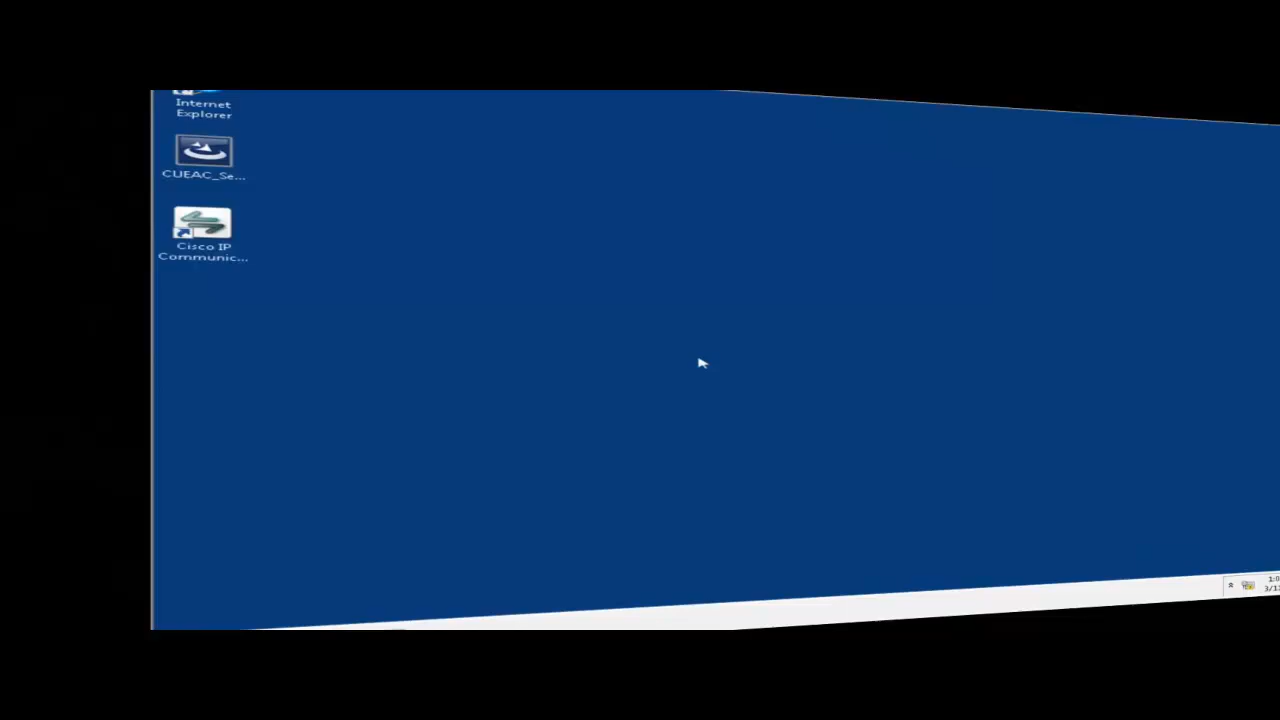 Internet
Explorer
CUEAC_Se...
Cisco IP
Communic...